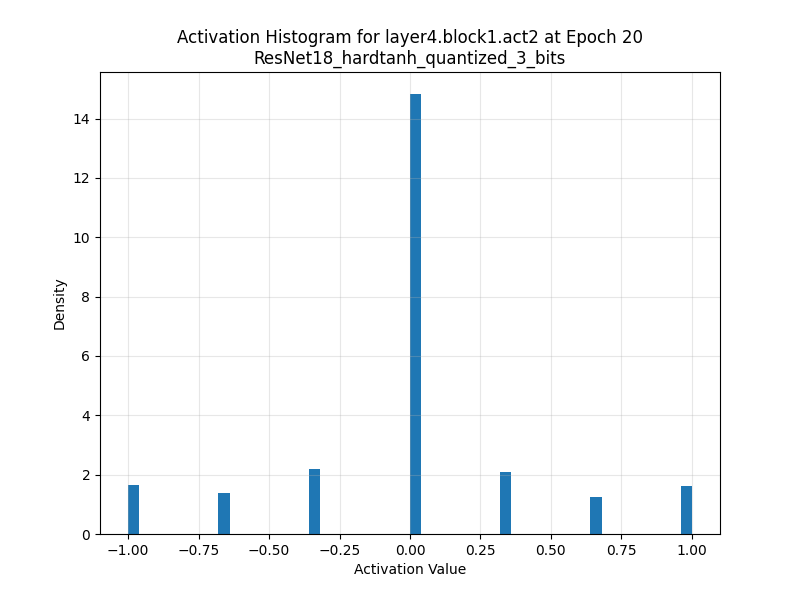 Activation Histogram for layer4.block1.act2 at Epoch 20
ResNet18_hardtanh_quantized_3_bits
14
12
10
8
6
4
2
0
Density
−1.00 −0.75 −0.50 −0.25 0.00 0.25 0.50 0.75 1.00
Activation Value